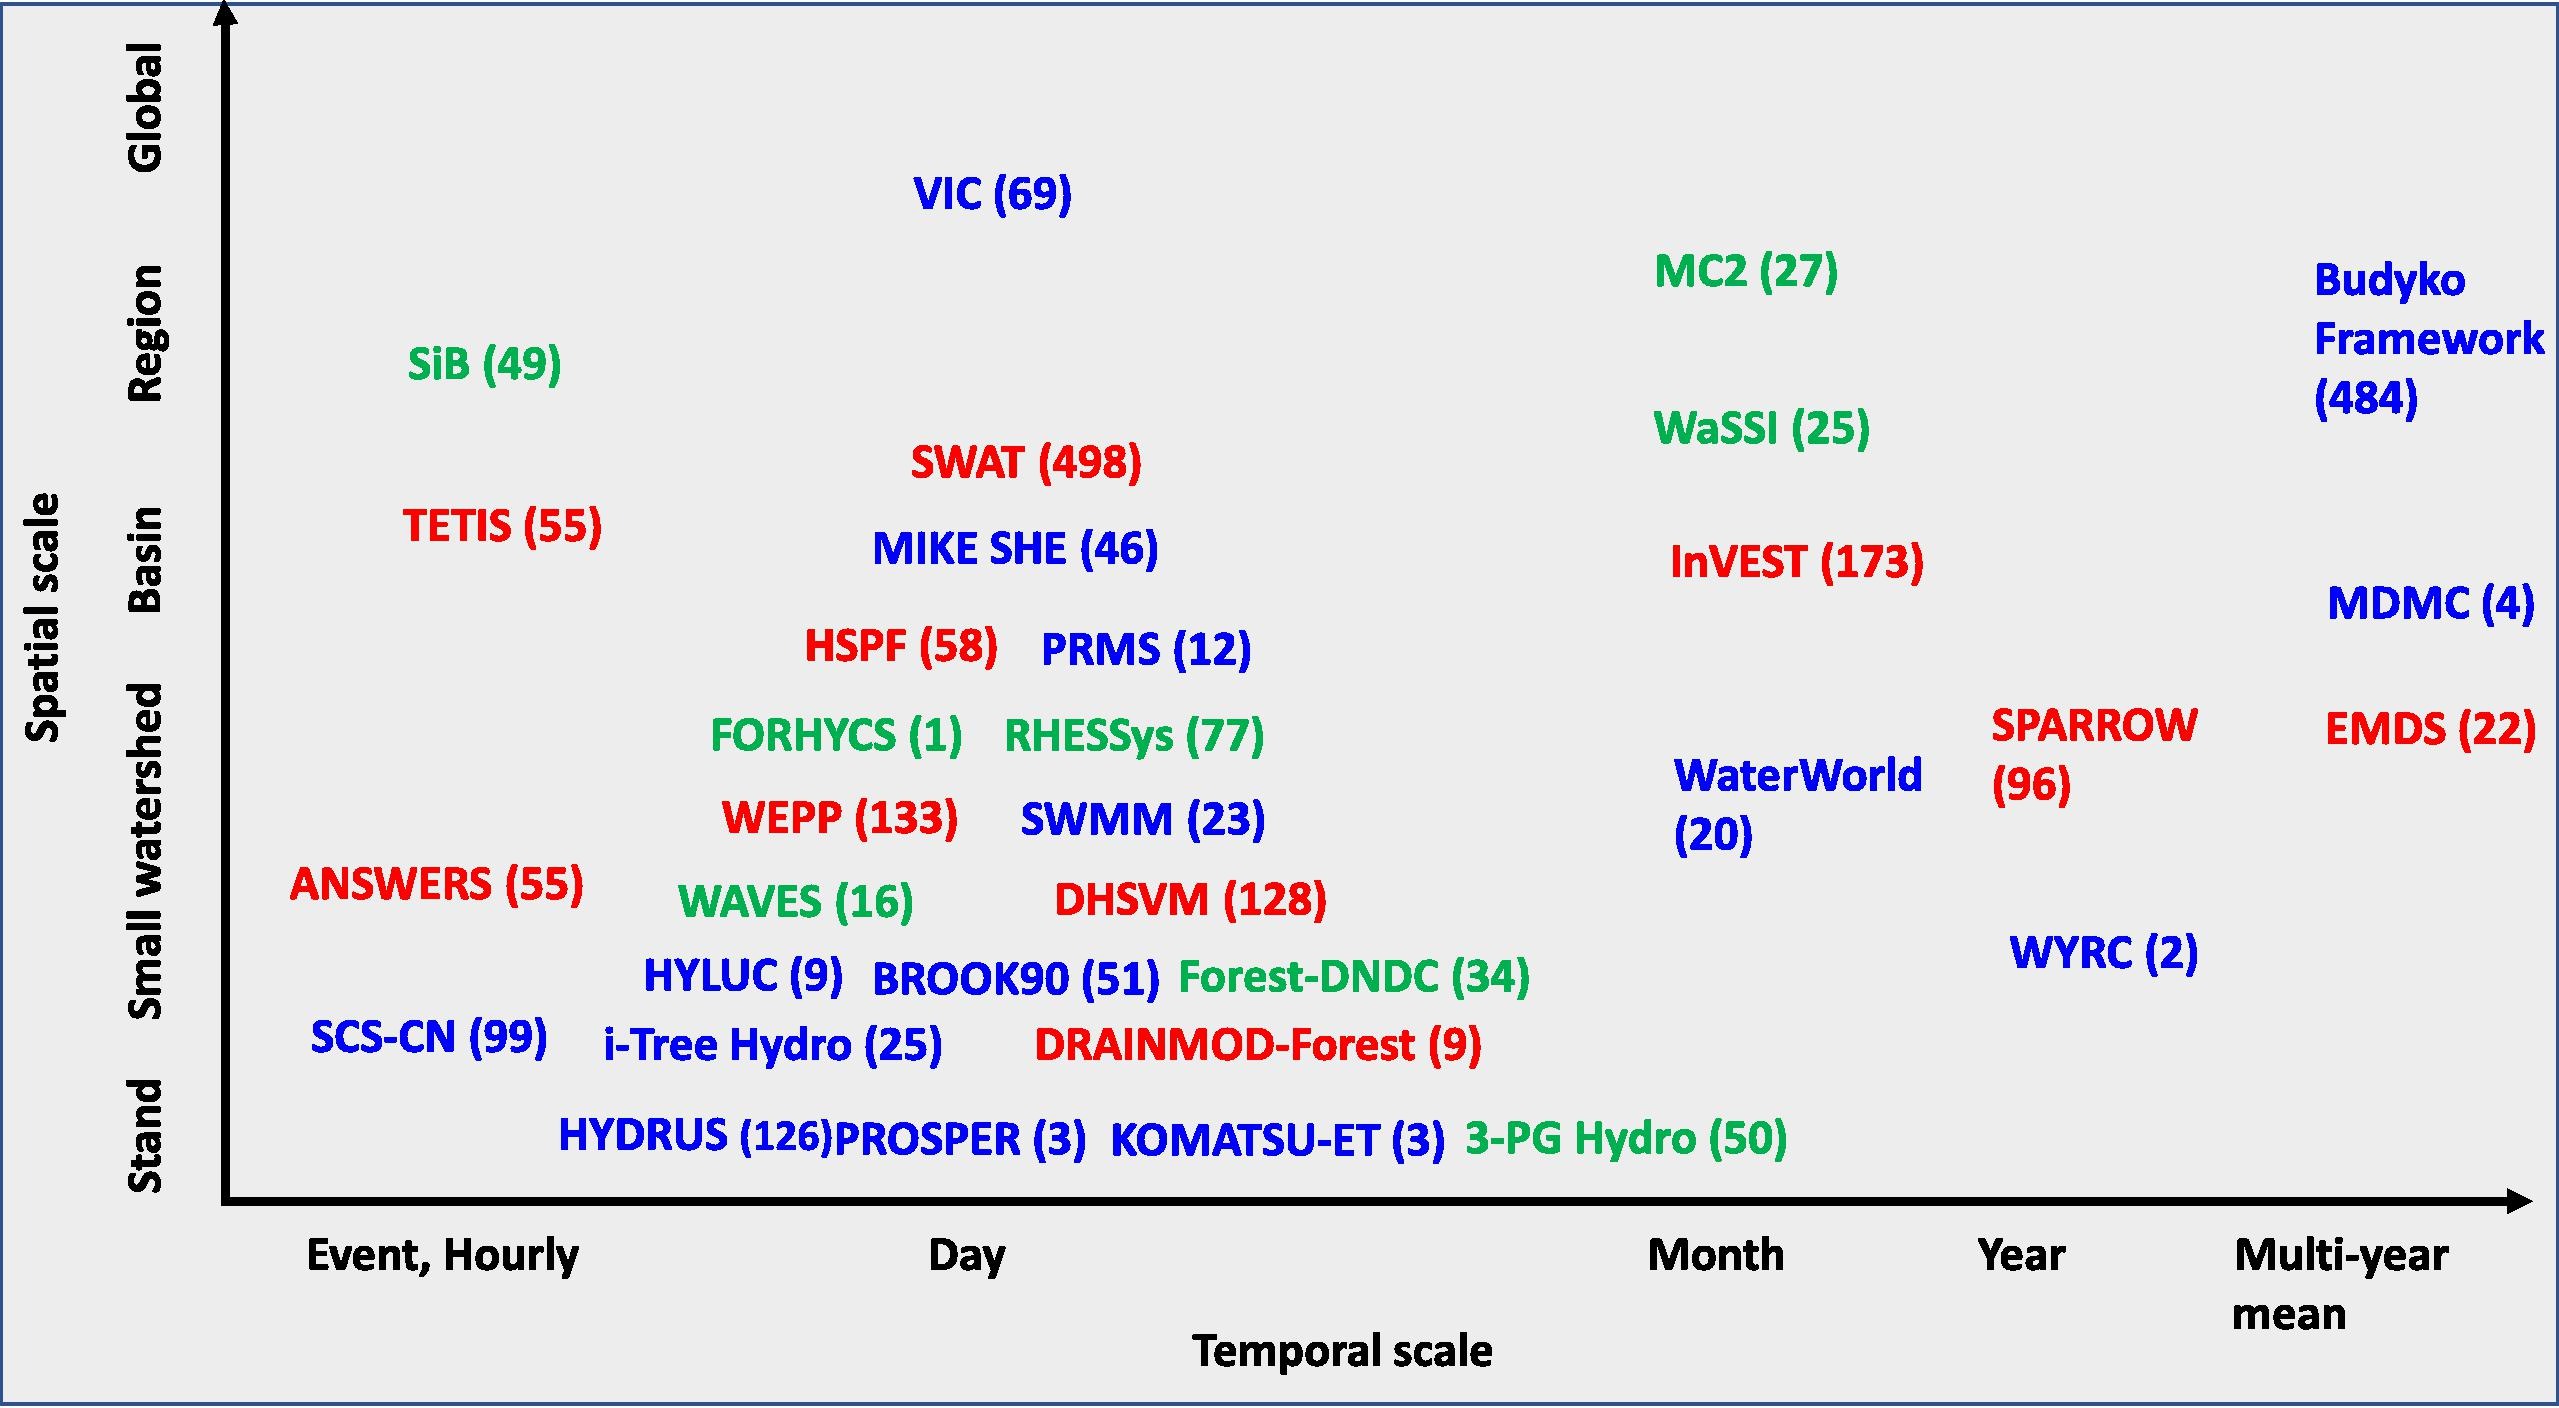 Spatial scale
Global
Region
Basin
Small watershed
Stand
VIC (69)
MC2 (27)
Budyko
Framework
(484)
SiB (49)
WaSSI (25)
SWAT (498)
TETIS (55)
MIKE SHE (46)
InVEST (173)
MDMC (4)
HSPF (58) PRMS (12)
FORHYCS (1) RHESSys (77)
SPARROW
(96)
EMDS (22)
WaterWorld
(20)
WEPP (133) SWMM (23)
ANSWERS (55)
WAVES (16) DHSVM (128)
WYRC (2)
HYLUC (9) BROOK90 (51) Forest-DNDC (34)
SCS-CN (99) i-Tree Hydro (25) DRAINMOD-Forest (9)
HYDRUS (126)PROSPER (3) KOMATSU-ET (3) 3-PG Hydro (50)
Event, Hourly
Day
Month
Year
Multi-year
mean
Temporal scale